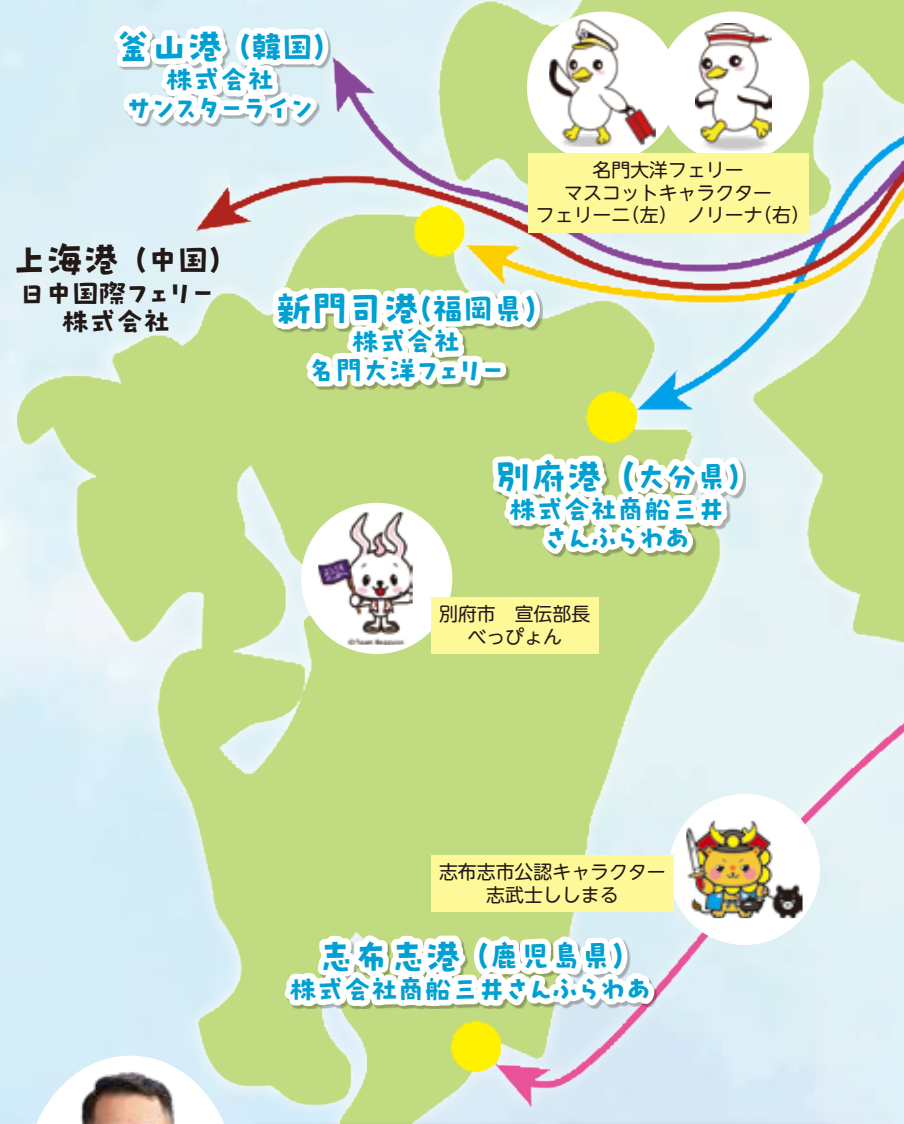 釜山港（韓国）
株式会社
サンスターライン
名門大洋フェリー
マスコットキャラクター
フェリーニ(左)　ノリーナ(右)
上海港（中国）
日中国際フェリー
株式会社
新門司港(福岡県)
株式会社
名門大洋フェリー
別府港（大分県）
株式会社商船三井
さんふらわあ
別府市　宣伝部長
べっぴょん
志布志市公認キャラクター
志武士ししまる
志布志港（鹿児島県）
株式会社商船三井さんふらわあ